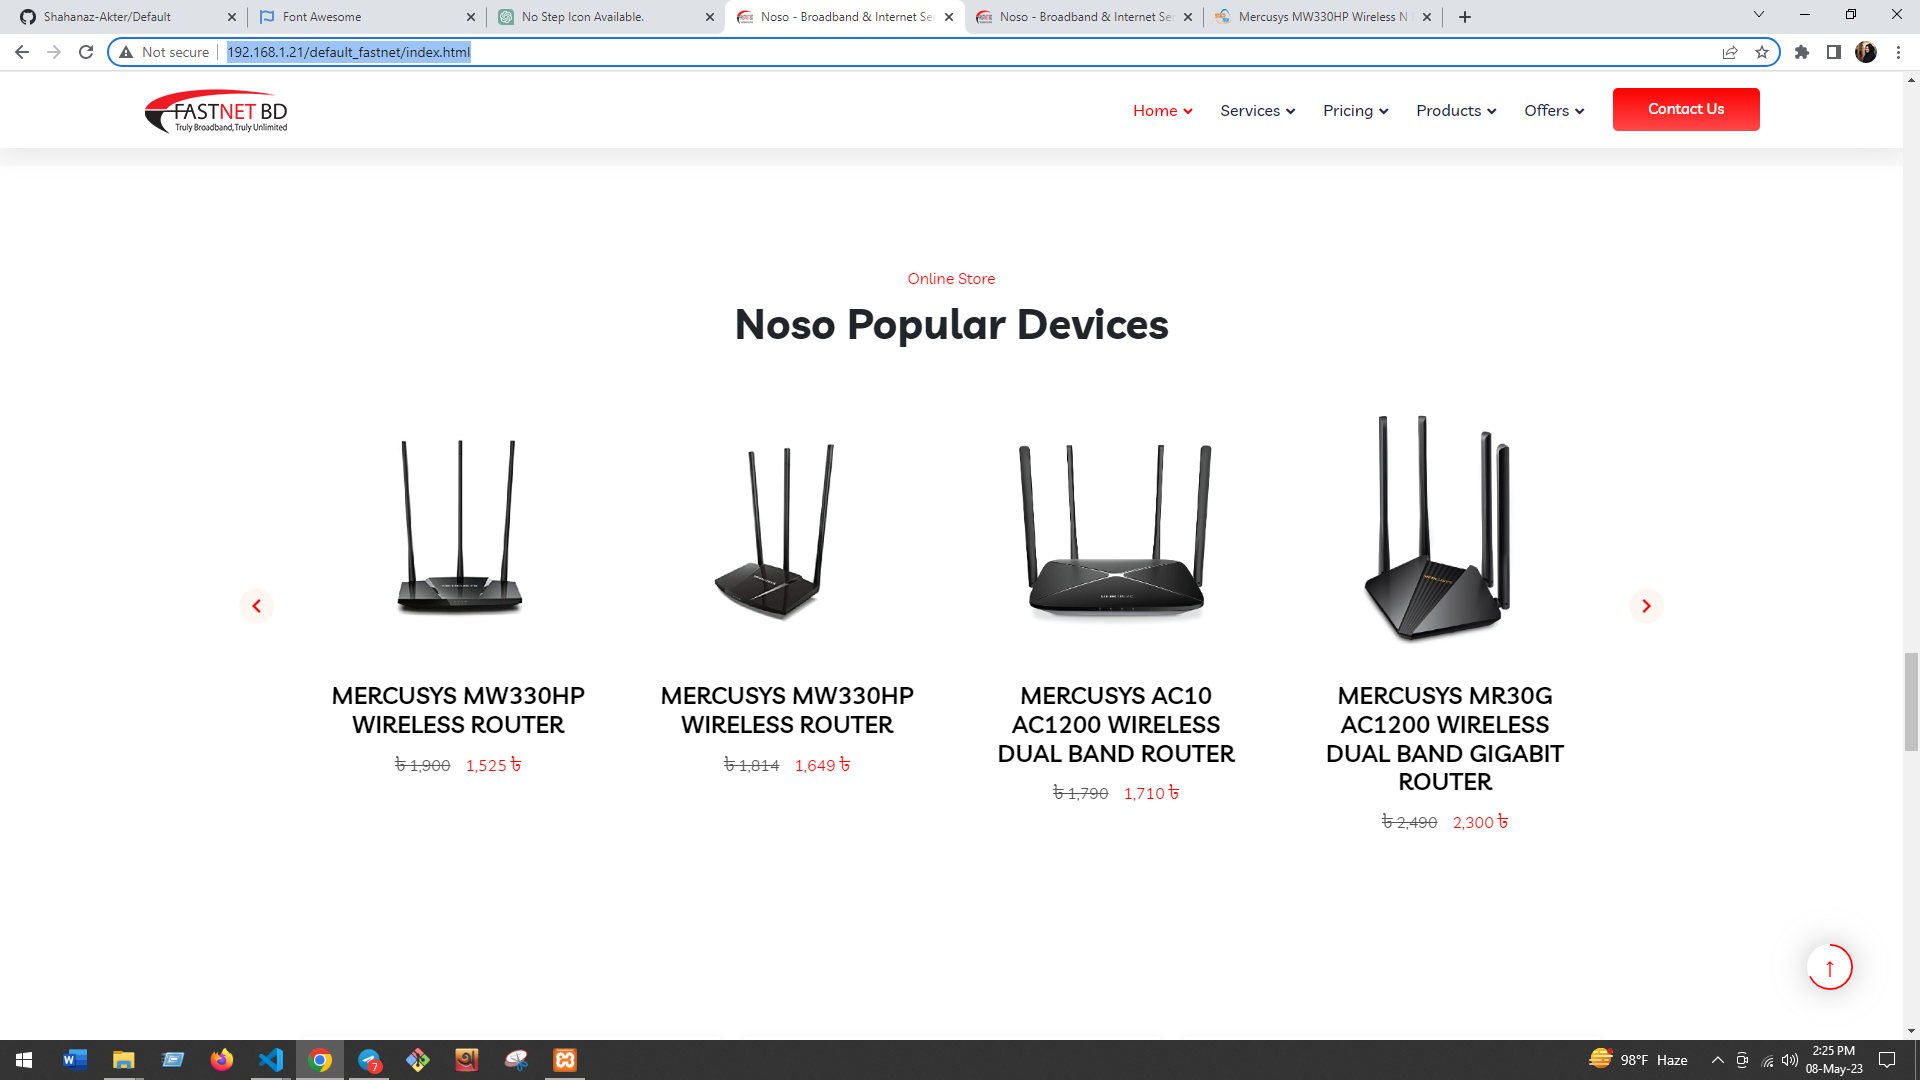 Shahanaz-Akter/Default
Font Awesome
No Step Icon Available.
Noso - Broadband & Internet Se
Noso - Broadband & Internet Se
Mercusys MW330HP Wireless N
Not secure
192.168.1.21/default_fastnet/index.html
FASTNET BD
Truly Broadband,Truly Unlimited
Home
Services
Pricing
Products
Offers
Contact Us
Online Store
Noso Popular Devices
MERCUSYS MW330HP
WIRELESS ROUTER
৳ 1,900 1,525 ৳
MERCUSYS MW330HP
WIRELESS ROUTER
৳ 1,814 1,649 ৳
MERCUSYS AC10
AC1200 WIRELESS
DUAL BAND ROUTER
৳ 1,790 1,710 ৳
MERCUSYS MR30G
AC1200 WIRELESS
DUAL BAND GIGABIT
ROUTER
৳ 2,490 2,300 ৳
7
98°F Haze
2:25 PM
08-May-23